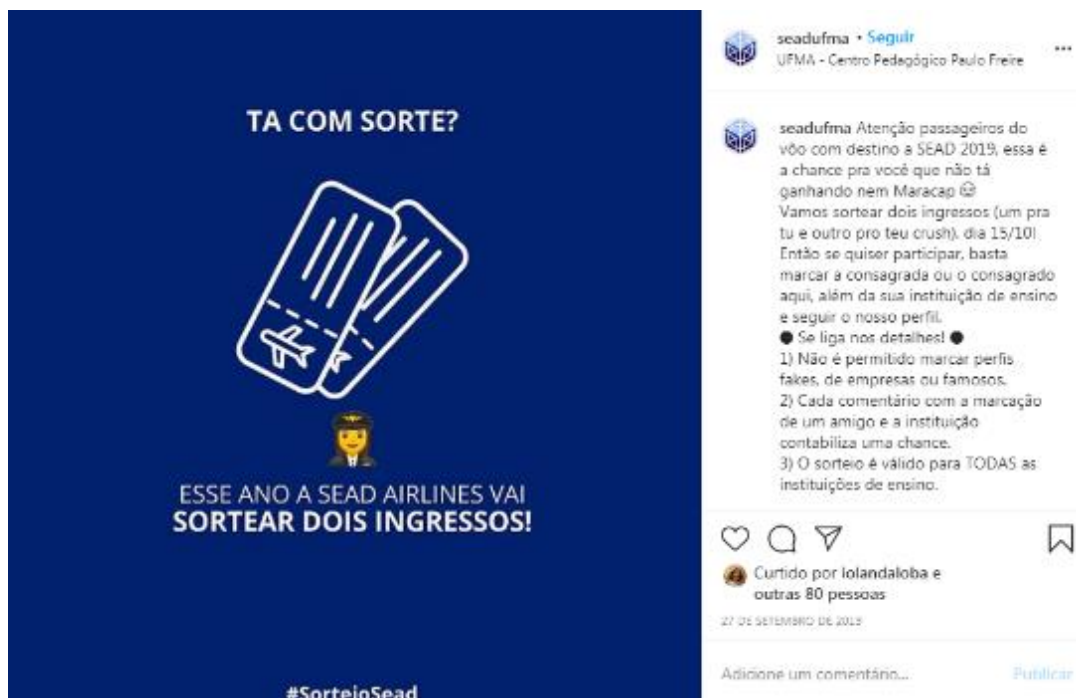 TA COM SORTE?
ESSE ANO A SEAD AIRLINES VAI
SORTEAR DOIS INGRESSOS!
#SorteioSead
seadufma • Seguir
UFMA - Centro Pedagógico Paulo Freire
seadufma Atenção passageiros do
vôo com destino a SEAD 2019, essa é
a chance pra você que não tá
ganhando nem Maracap
Vamos sortear dois ingressos (um pra
tu e outro pro teu crush), dia 15/10!
Então se quiser participar, basta
marcar a consagrada ou o consagrado
aqui, além da sua instituição de ensino
e seguir o nosso perfil.
● Se liga nos detalhes! ●
1) Não é permitido marcar perfis
fakes, de empresas ou famosos.
2) Cada comentário com a marcação
de um amigo e a instituição
contabiliza uma chance.
3) O sorteio é válido para TODAS as
instituições de ensino.
Curtido por iolandaloba e
outras 80 pessoas
27 DE SETEMBRO DE 2019
Adicione um comentário...
Publicar